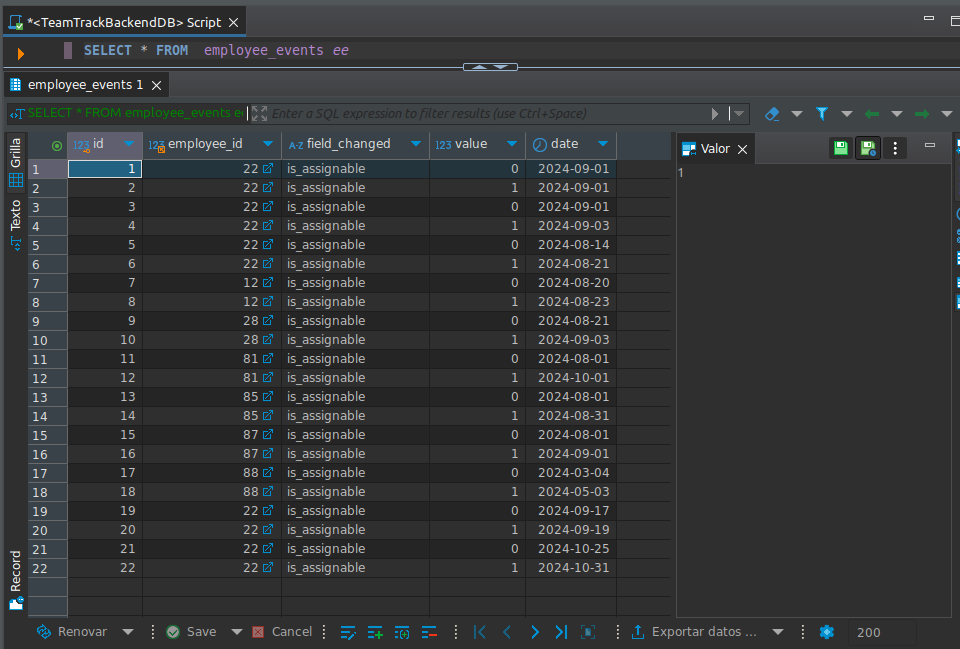 *<TeamTrackBackendDB> Script
SELECT * FROM employee_events ee
employee_events 1
SELECT * FROM employee_events ee
Enter a SQL expression to filter results (use Ctrl+Space)
Grilla
Texto
Record
123 id 123 employee_id A-Z field_changed 123 value date
1 1 22 is_assignable 0 2024-09-01
2 2 22 is_assignable 1 2024-09-01
3 3 22 is_assignable 0 2024-09-01
4 4 22 is_assignable 1 2024-09-03
5 5 22 is_assignable 0 2024-08-14
6 6 22 is_assignable 1 2024-08-21
7 7 12 is_assignable 0 2024-08-20
8 8 12 is_assignable 1 2024-08-23
9 9 28 is_assignable 0 2024-08-21
10 10 28 is_assignable 1 2024-09-03
11 11 81 is_assignable 0 2024-08-01
12 12 81 is_assignable 1 2024-10-01
13 13 85 is_assignable 0 2024-08-01
14 14 85 is_assignable 1 2024-08-31
15 15 87 is_assignable 0 2024-08-01
16 16 87 is_assignable 1 2024-09-01
17 17 88 is_assignable 0 2024-03-04
18 18 88 is_assignable 1 2024-05-03
19 19 22 is_assignable 0 2024-09-17
20 20 22 is_assignable 1 2024-09-19
21 21 22 is_assignable 0 2024-10-25
22 22 22 is_assignable 1 2024-10-31
Valor
1
Renovar Save Cancel Exportar datos ... 200